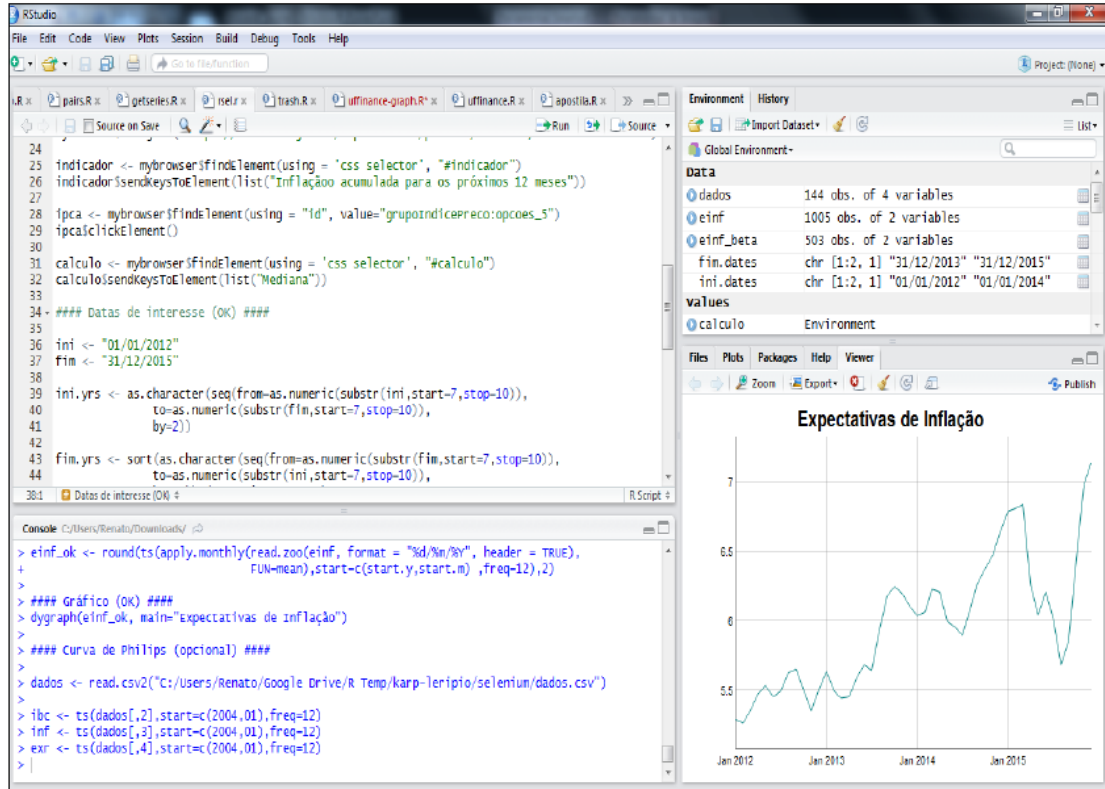 RStudio
File Edit Code View Plots Session Build Debug Tools Help
Go to file/function
Project: (None)
.R x pairs.R x getseries.R x rsel.r x trash.R x uffinance-graph.R* x uffinance.R x apostila.R x
Source on Save Run Source
24
25 indicador <- mybrowser$findElement(using = 'css selector', "#indicador")
26 indicador$sendKeysToElement(list("Inflaçãoo acumulada para os próximos 12 meses"))
27
28 ipca <- mybrowser$findElement(using = "id", value="grupoIndicePreco:opcoes_5")
29 ipca$clickElement()
30
31 calculo <- mybrowser$findElement(using = 'css selector', "#calculo")
32 calculo$sendKeysToElement(list("Mediana"))
33
34 #### Datas de interesse (OK) ####
35
36 ini <- "01/01/2012"
37 fim <- "31/12/2015"
38
39 ini.yrs <- as.character(seq(from=as.numeric(substr(ini,start=7,stop=10)),
40 to=as.numeric(substr(fim,start=7,stop=10)),
41 by=2))
42
43 fim.yrs <- sort(as.character(seq(from=as.numeric(substr(fim,start=7,stop=10)),
44 to=as.numeric(substr(ini,start=7,stop=10)),
38:1 Datas de interesse (OK) R Script
Console C:/Users/Renato/Downloads/
> einf_ok <- round(ts(apply.monthly(read.zoo(einf, format = "%d/%m/%Y", header = TRUE),
+ FUN=mean),start=c(start.y,start.m) ,freq=12),2)
>
> #### Gráfico (OK) ####
> dygraph(einf_ok, main="Expectativas de Inflação")
>
> #### Curva de Philips (opcional) ####
>
> dados <- read.csv2("C:/Users/Renato/Google Drive/R Temp/karp-leripio/selenium/dados.csv")
>
> ibc <- ts(dados[,2],start=c(2004,01),freq=12)
> inf <- ts(dados[,3],start=c(2004,01),freq=12)
> exr <- ts(dados[,4],start=c(2004,01),freq=12)
>
Environment History
Import Dataset List
Global Environment
Data
dados 144 obs. of 4 variables
einf 1005 obs. of 2 variables
einf_beta 503 obs. of 2 variables
fim.dates chr [1:2, 1] "31/12/2013" "31/12/2015"
ini.dates chr [1:2, 1] "01/01/2012" "01/01/2014"
values
calculo Environment
Files Plots Packages Help Viewer
Zoom Export Publish
Expectativas de Inflação
7
6.5
6
5.5
Jan 2012 Jan 2013 Jan 2014 Jan 2015